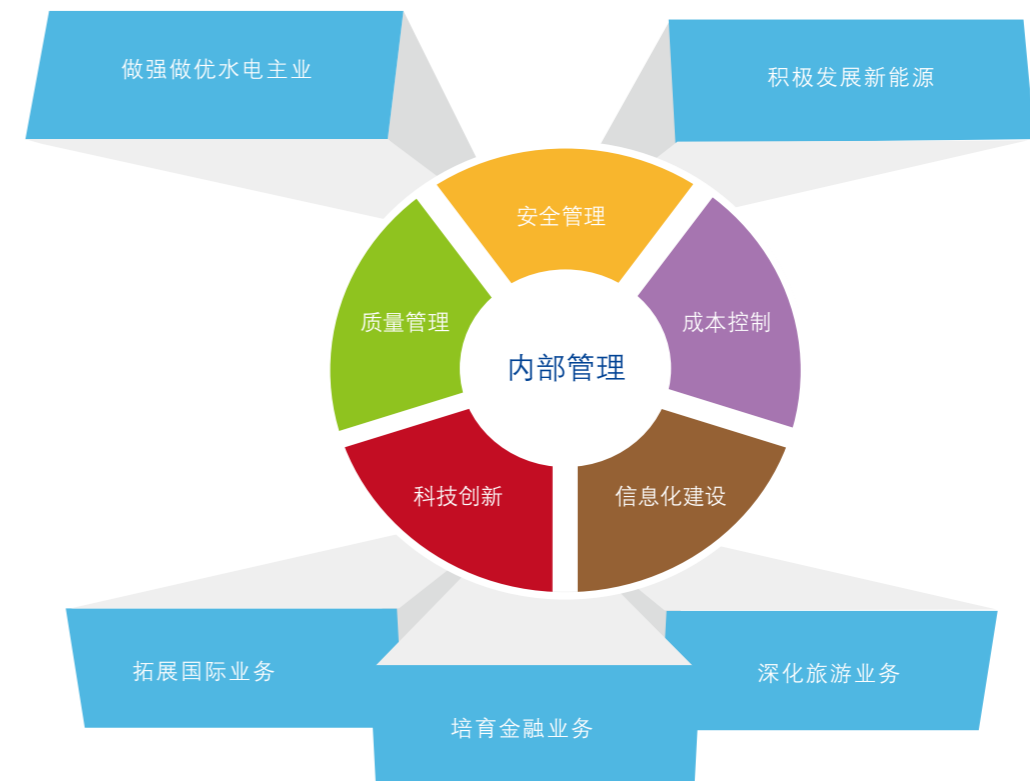 做强做优水电主业
积极发展新能源
安全管理
质量管理
成本控制
内部管理
科技创新
信息化建设
拓展国际业务
深化旅游业务
培育金融业务